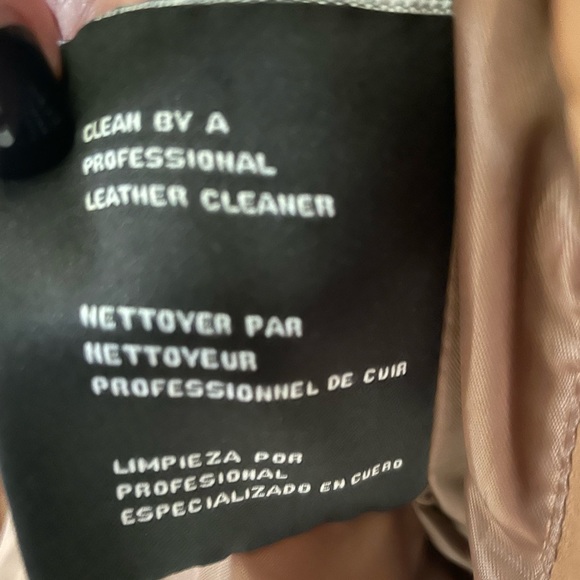 CLEAN BY A
PROFESSIONAL
LEATHER CLEANER
NETTOYER PAR
NETTOYEUR
PROFESSIONNEL DE CUIR
LIMPIEZA POR
PROFESIONAL
ESPECIALIZADO EN CUERO